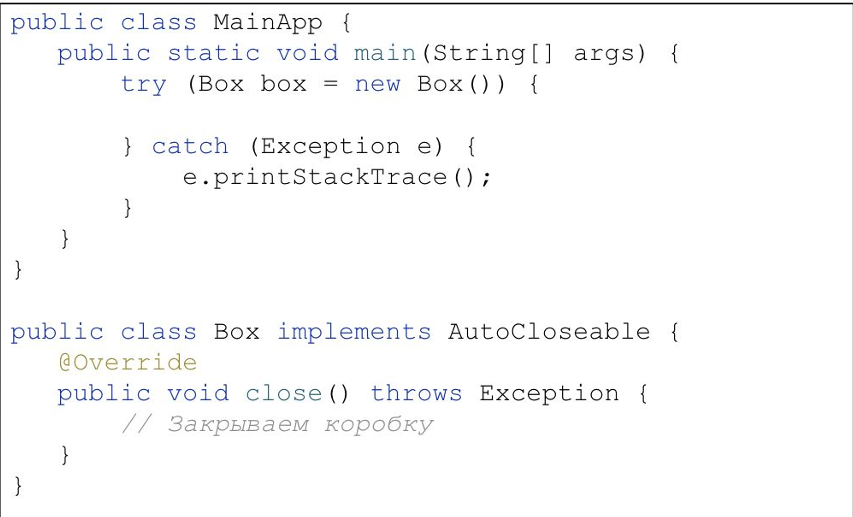 public class MainApp {
public static void main(String[] args) {
try (Box box = new Box()) {
} catch (Exception e) {
e.printStackTrace();
}
}
}
public class Box implements AutoCloseable {
@Override
public void close() throws Exception {
// Закрываем коробку
}
}